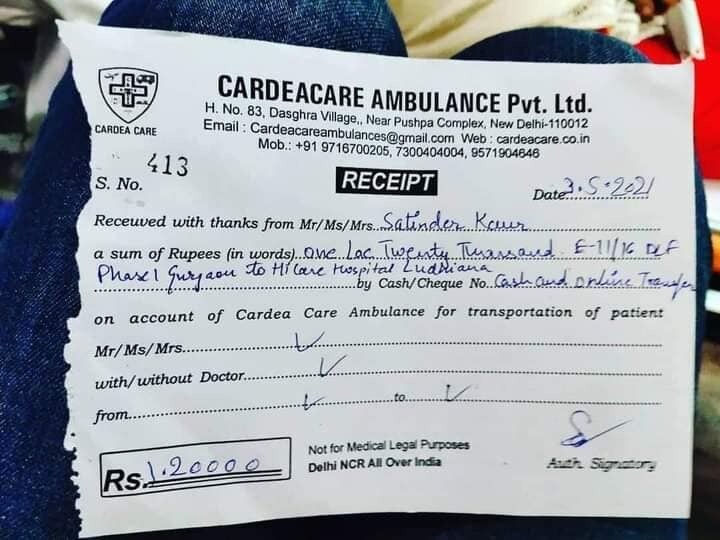 CARDEA CARE
CARDEACARE AMBULANCE Pvt. Ltd.
H. No. 83, Dasghra Village,, Near Pushpa Complex, New Delhi-110012
Email : Cardeacareambulances@gmail.com Web : cardeacare.co.in
Mob.: +91 9716700205, 7300404004, 9571904646
S. No. 413
RECEIPT
Date 3.5.2021
Receuved with thanks from Mr/Ms/Mrs. Satinder Kaur
a sum of Rupees (in words) One Lac Twenty Thousand. E-11/16 DLF
Phase 1 Gurgaon to Hi Care Hospital Ludhiana
by Cash/Cheque No. Cash and online Transfer
on account of Cardea Care Ambulance for transportation of patient
Mr/Ms/Mrs.
with/without Doctor
from to
Rs. 1.20000
Not for Medical Legal Purposes
Delhi NCR All Over India
Auth. Signatory